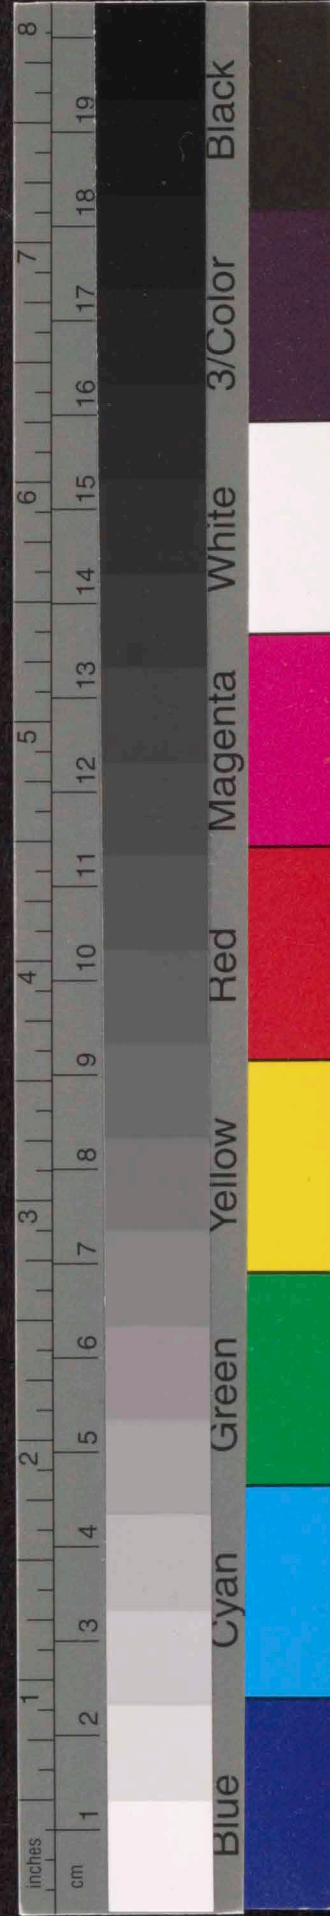 inches 1 2 3 4 5 6 7 8
cm 1 2 3 4 5 6 7 8 9 10 11 12 13 14 15 16 17 18 19
Blue Cyan Green Yellow Red Magenta White 3/Color Black